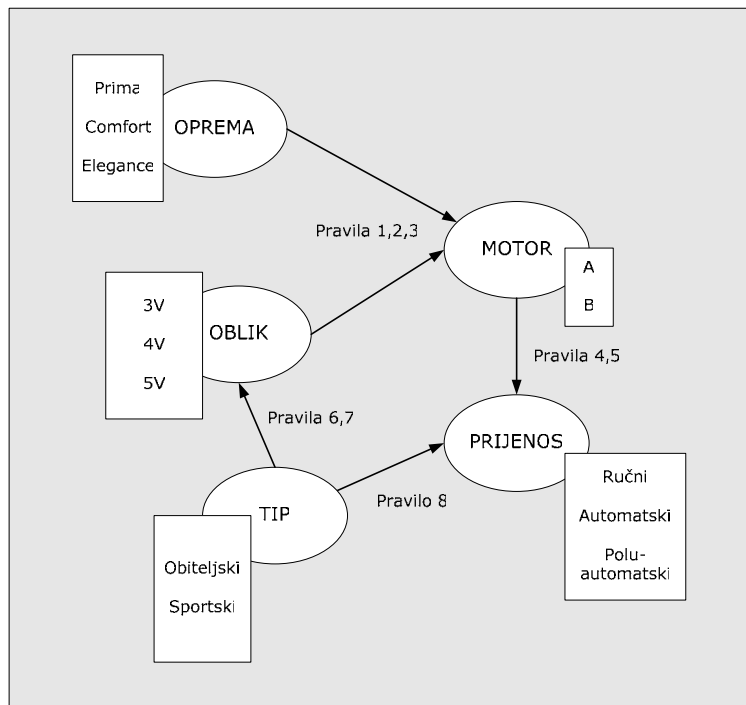 Prima
Comfort
Elegance
OPREMA
Pravila 1,2,3
MOTOR
A
B
3V
4V
5V
OBLIK
Pravila 4,5
Pravila 6,7
PRIJENOS
Pravilo 8
TIP
Obiteljski
Sportski
Ručni
Automatski
Polu-
automatski